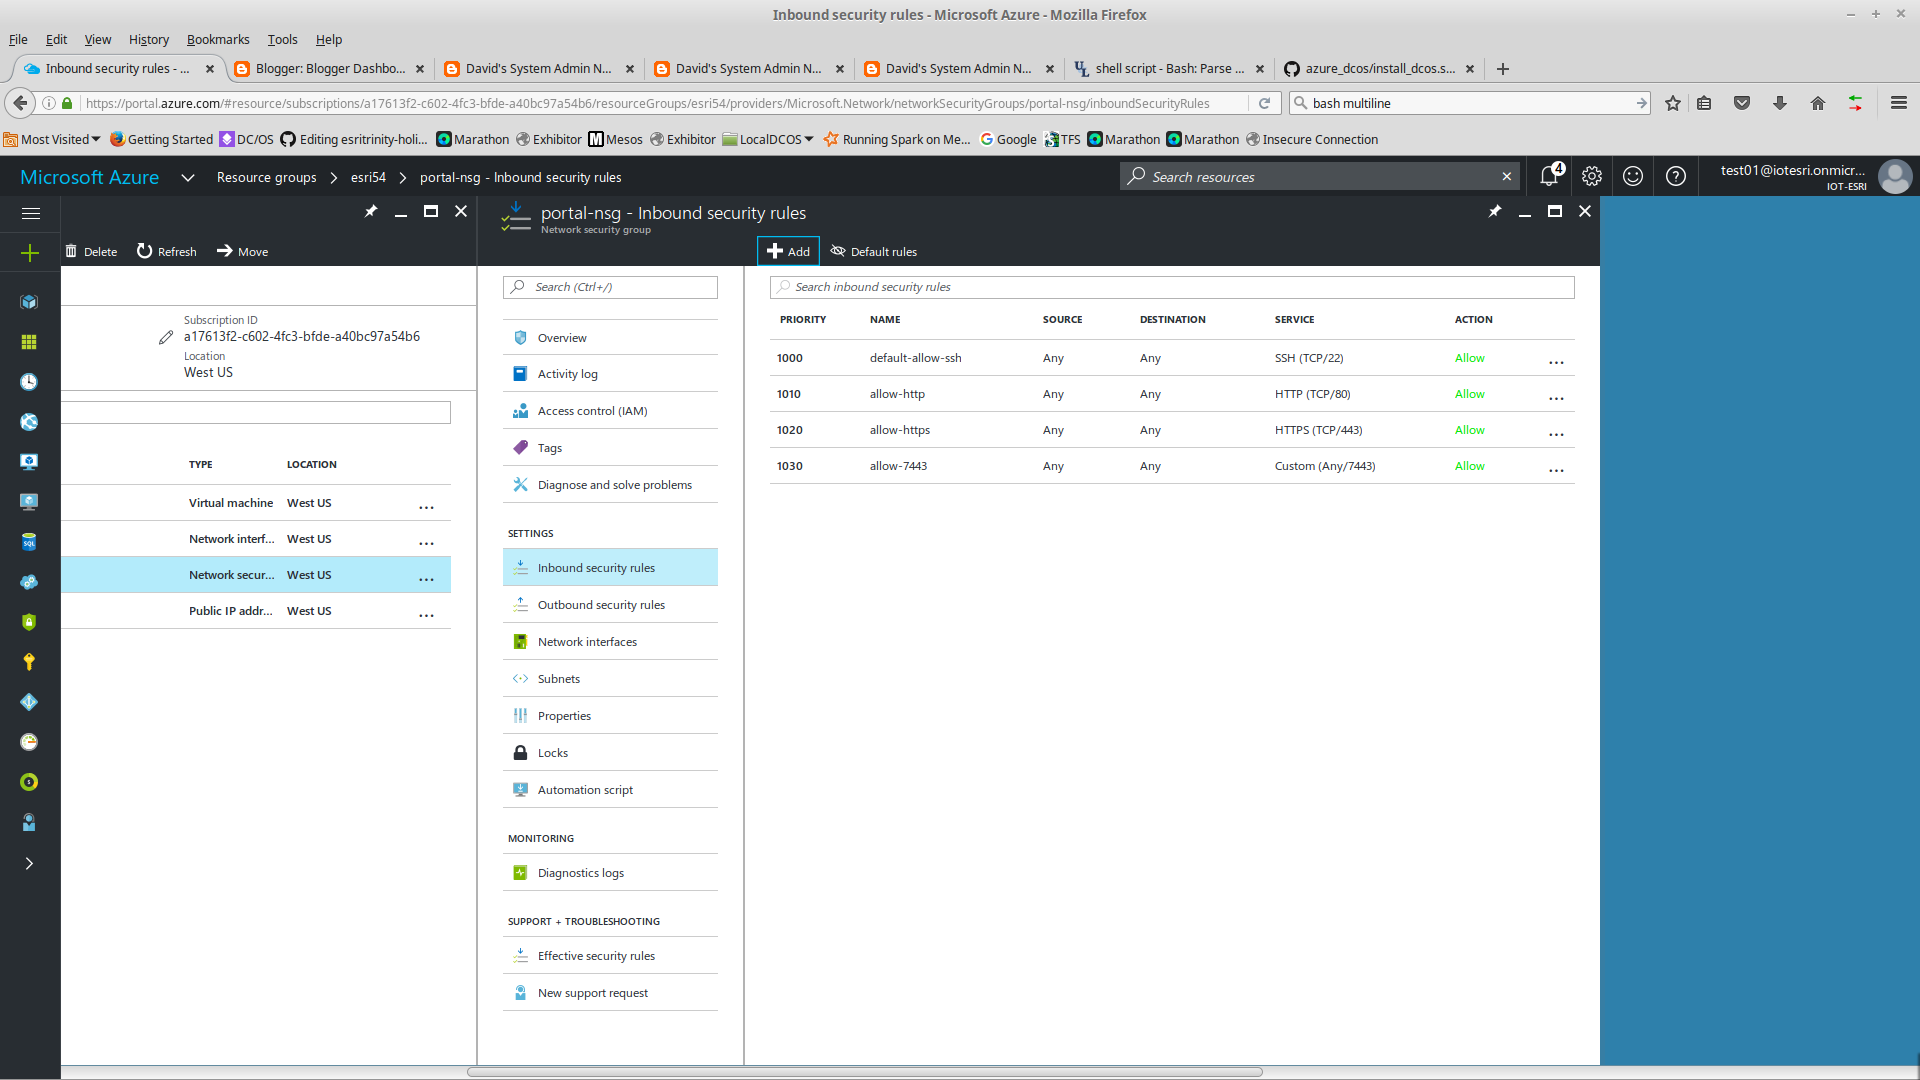 Inbound security rules - Microsoft Azure - Mozilla Firefox
File Edit View History Bookmarks Tools Help
Inbound security rules - ... Blogger: Blogger Dashbo... David's System Admin N... David's System Admin N... David's System Admin N... shell script - Bash: Parse ... azure_dcos/install_dcos.s...
https://portal.azure.com/#resource/subscriptions/a17613f2-c602-4fc3-bfde-a40bc97a54b6/resourceGroups/esri54/providers/Microsoft.Network/networkSecurityGroups/portal-nsg/inboundSecurityRules bash multiline
Most Visited Getting Started DC/OS Editing esritrinity-holi... Marathon Exhibitor Mesos Exhibitor LocalDCOS Running Spark on Me... Google TFS Marathon Marathon Insecure Connection
Microsoft Azure Resource groups esri54 portal-nsg - Inbound security rules Search resources 4 test01@iotesri.onmicr...
IOT-ESRI
portal-nsg - Inbound security rules
Network security group
Delete Refresh Move Add Default rules
Subscription ID
a17613f2-c602-4fc3-bfde-a40bc97a54b6
Location
West US
TYPE LOCATION
Virtual machine West US ...
Network interf... West US ...
Network secur... West US ...
Public IP addr... West US ...
Search (Ctrl+/)
Overview
Activity log
Access control (IAM)
Tags
Diagnose and solve problems
SETTINGS
Inbound security rules
Outbound security rules
Network interfaces
Subnets
Properties
Locks
Automation script
MONITORING
Diagnostics logs
SUPPORT + TROUBLESHOOTING
Effective security rules
New support request
Search inbound security rules
PRIORITY NAME SOURCE DESTINATION SERVICE ACTION
1000 default-allow-ssh Any Any SSH (TCP/22) Allow ...
1010 allow-http Any Any HTTP (TCP/80) Allow ...
1020 allow-https Any Any HTTPS (TCP/443) Allow ...
1030 allow-7443 Any Any Custom (Any/7443) Allow ...
SQL